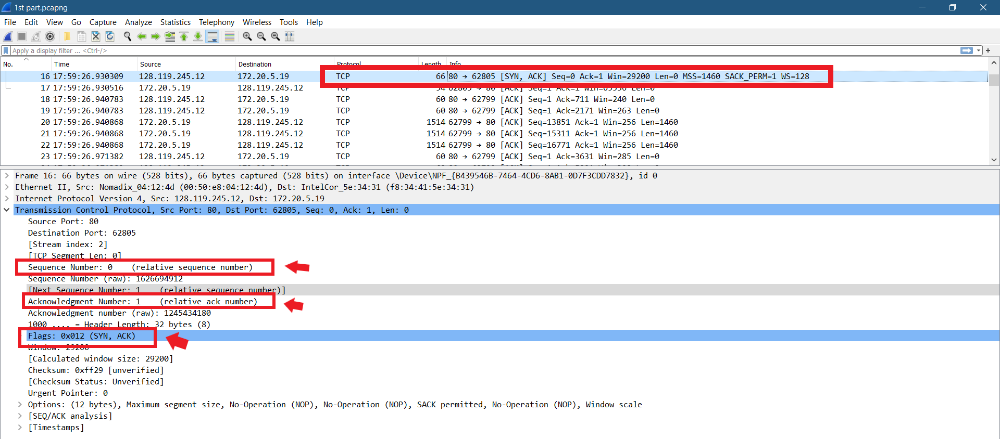 1st part.pcapng
File Edit View Go Capture Analyze Statistics Telephony Wireless Tools Help
Apply a display filter ... <Ctrl-/>
No. Time Source Destination Protocol Length Info
16 17:59:26.930309 128.119.245.12 172.20.5.19 TCP 66 80 → 62805 [SYN, ACK] Seq=0 Ack=1 Win=29200 Len=0 MSS=1460 SACK_PERM=1 WS=128
17 17:59:26.930516 172.20.5.19 128.119.245.12 TCP 54 62805 → 80 [ACK] Seq=1 Ack=1 Win=65536 Len=0
18 17:59:26.940783 128.119.245.12 172.20.5.19 TCP 60 80 → 62799 [ACK] Seq=1 Ack=711 Win=240 Len=0
19 17:59:26.940783 128.119.245.12 172.20.5.19 TCP 60 80 → 62799 [ACK] Seq=1 Ack=2171 Win=263 Len=0
20 17:59:26.940868 172.20.5.19 128.119.245.12 TCP 1514 62799 → 80 [ACK] Seq=13851 Ack=1 Win=256 Len=1460
21 17:59:26.940868 172.20.5.19 128.119.245.12 TCP 1514 62799 → 80 [ACK] Seq=15311 Ack=1 Win=256 Len=1460
22 17:59:26.940868 172.20.5.19 128.119.245.12 TCP 1514 62799 → 80 [ACK] Seq=16771 Ack=1 Win=256 Len=1460
23 17:59:26.971382 128.119.245.12 172.20.5.19 TCP 60 80 → 62799 [ACK] Seq=1 Ack=3631 Win=285 Len=0
Frame 16: 66 bytes on wire (528 bits), 66 bytes captured (528 bits) on interface \Device\NPF_{B439546B-7464-4CD6-8AB1-0D7F3CDD7832}, id 0
Ethernet II, Src: Nomadix_04:12:4d (00:50:e8:04:12:4d), Dst: IntelCor_5e:34:31 (f8:34:41:5e:34:31)
Internet Protocol Version 4, Src: 128.119.245.12, Dst: 172.20.5.19
Transmission Control Protocol, Src Port: 80, Dst Port: 62805, Seq: 0, Ack: 1, Len: 0
Source Port: 80
Destination Port: 62805
[Stream index: 2]
[TCP Segment Len: 0]
Sequence Number: 0 (relative sequence number)
Sequence Number (raw): 1626694912
[Next Sequence Number: 1 (relative sequence number)]
Acknowledgment Number: 1 (relative ack number)
Acknowledgment number (raw): 1245434180
1000 .... = Header Length: 32 bytes (8)
Flags: 0x012 (SYN, ACK)
Window: 29200
[Calculated window size: 29200]
Checksum: 0xff29 [unverified]
[Checksum Status: Unverified]
Urgent Pointer: 0
Options: (12 bytes), Maximum segment size, No-Operation (NOP), No-Operation (NOP), SACK permitted, No-Operation (NOP), Window scale
[SEQ/ACK analysis]
[Timestamps]